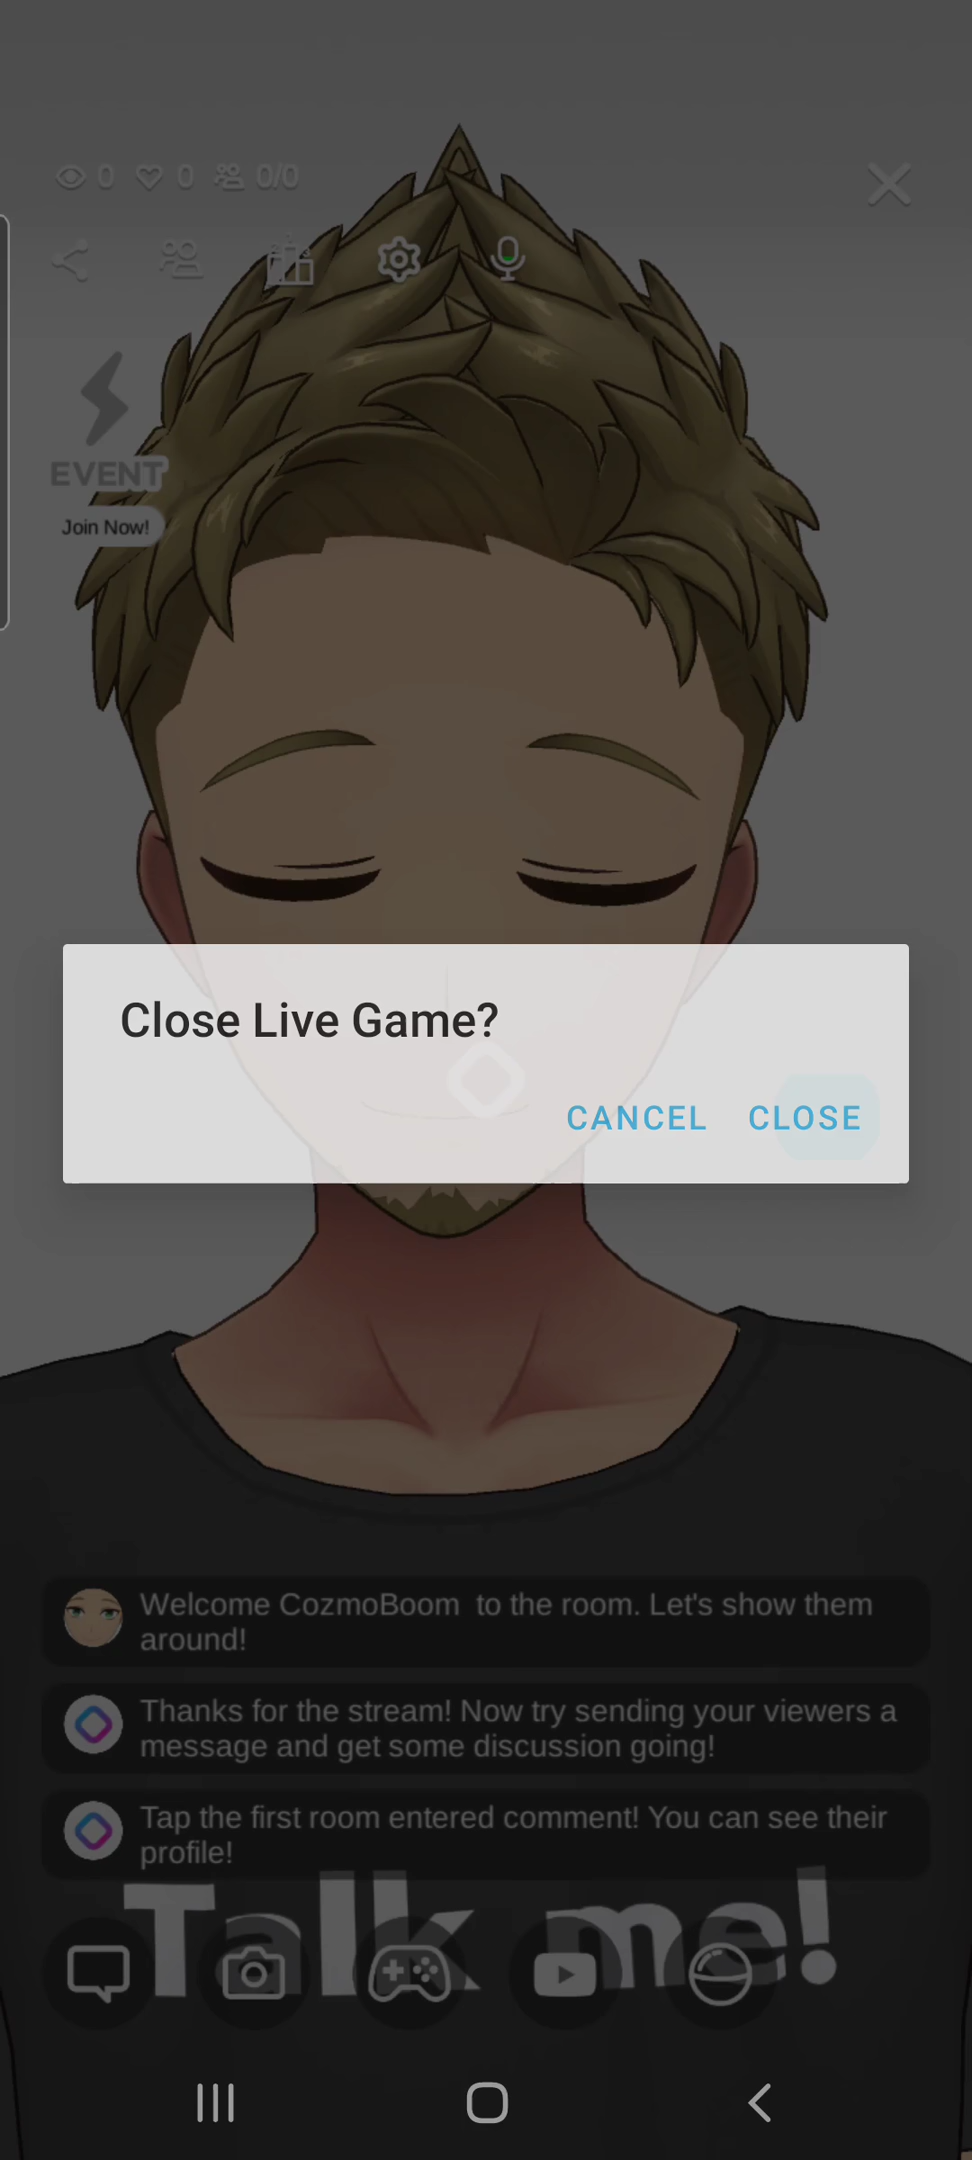 0 0 0/0
EVENT
Join Now!
Close Live Game?
CANCEL CLOSE
Welcome CozmoBoom to the room. Let's show them
around!
Thanks for the stream! Now try sending your viewers a
message and get some discussion going!
Tap the first room entered comment! You can see their
profile!
Talk me!